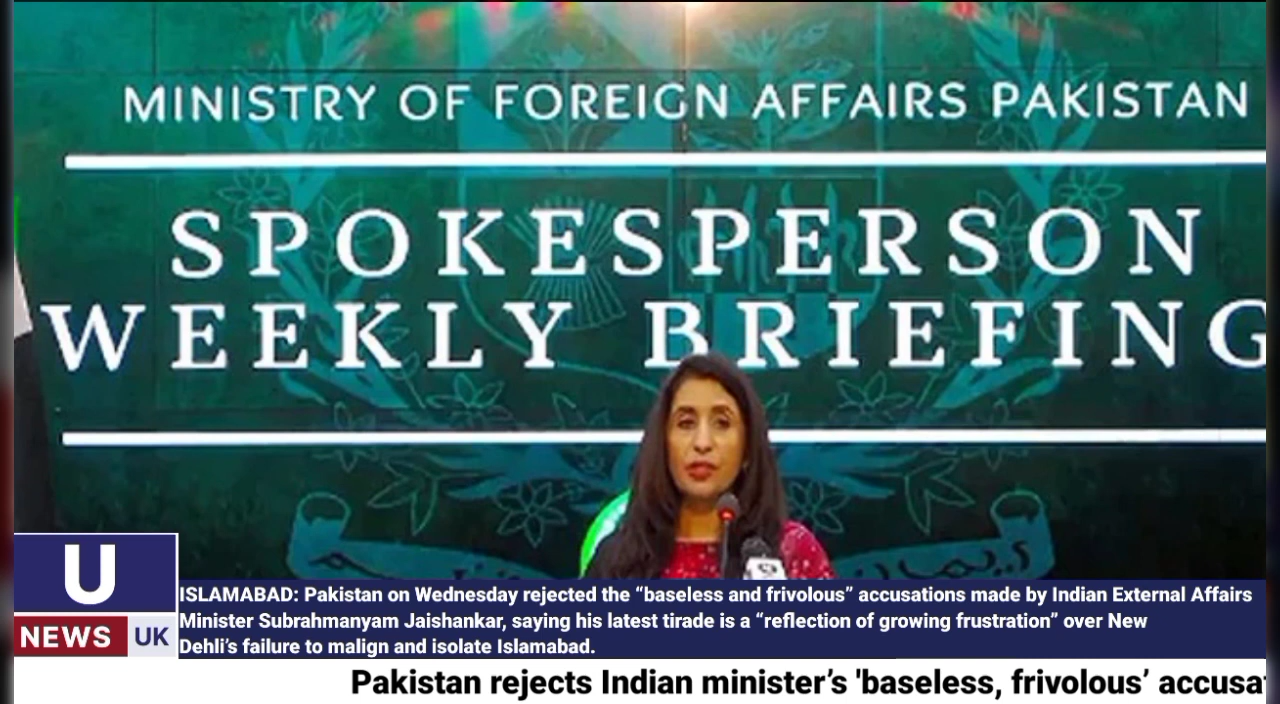 MINISTRY OF FOREIGN AFFAIRS PAKISTAN
SPOKESPERSON
WEEKLY BRIEFING
U
NEWS UK
ISLAMABAD: Pakistan on Wednesday rejected the “baseless and frivolous” accusations made by Indian External Affairs
Minister Subrahmanyam Jaishankar, saying his latest tirade is a “reflection of growing frustration” over New
Dehli’s failure to malign and isolate Islamabad.
Pakistan rejects Indian minister’s 'baseless, frivolous’ accusa